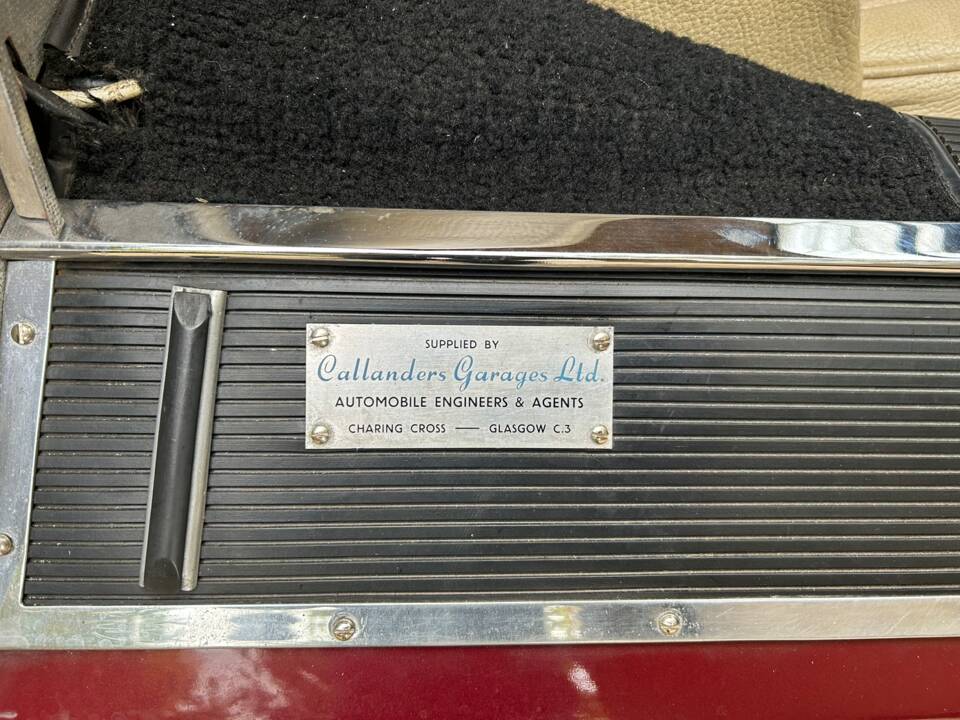 SUPPLIED BY
Callanders Garages Ltd.
AUTOMOBILE ENGINEERS & AGENTS
CHARING CROSS — GLASGOW C.3